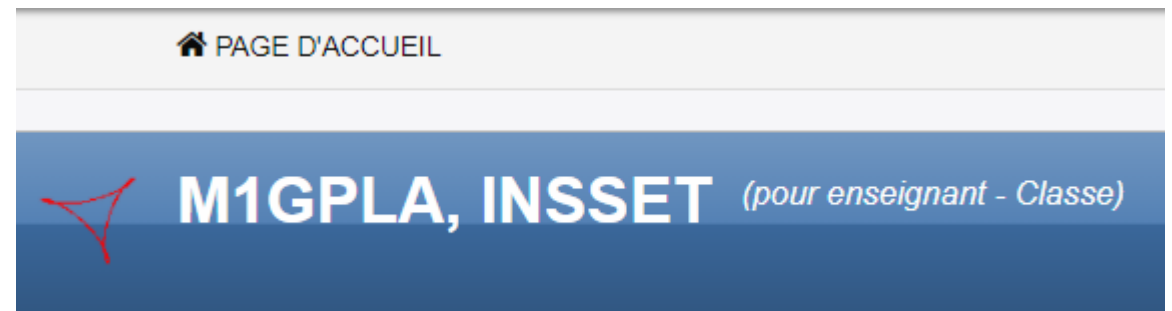 PAGE D'ACCUEIL
M1GPLA, INSSET (pour enseignant - Classe)